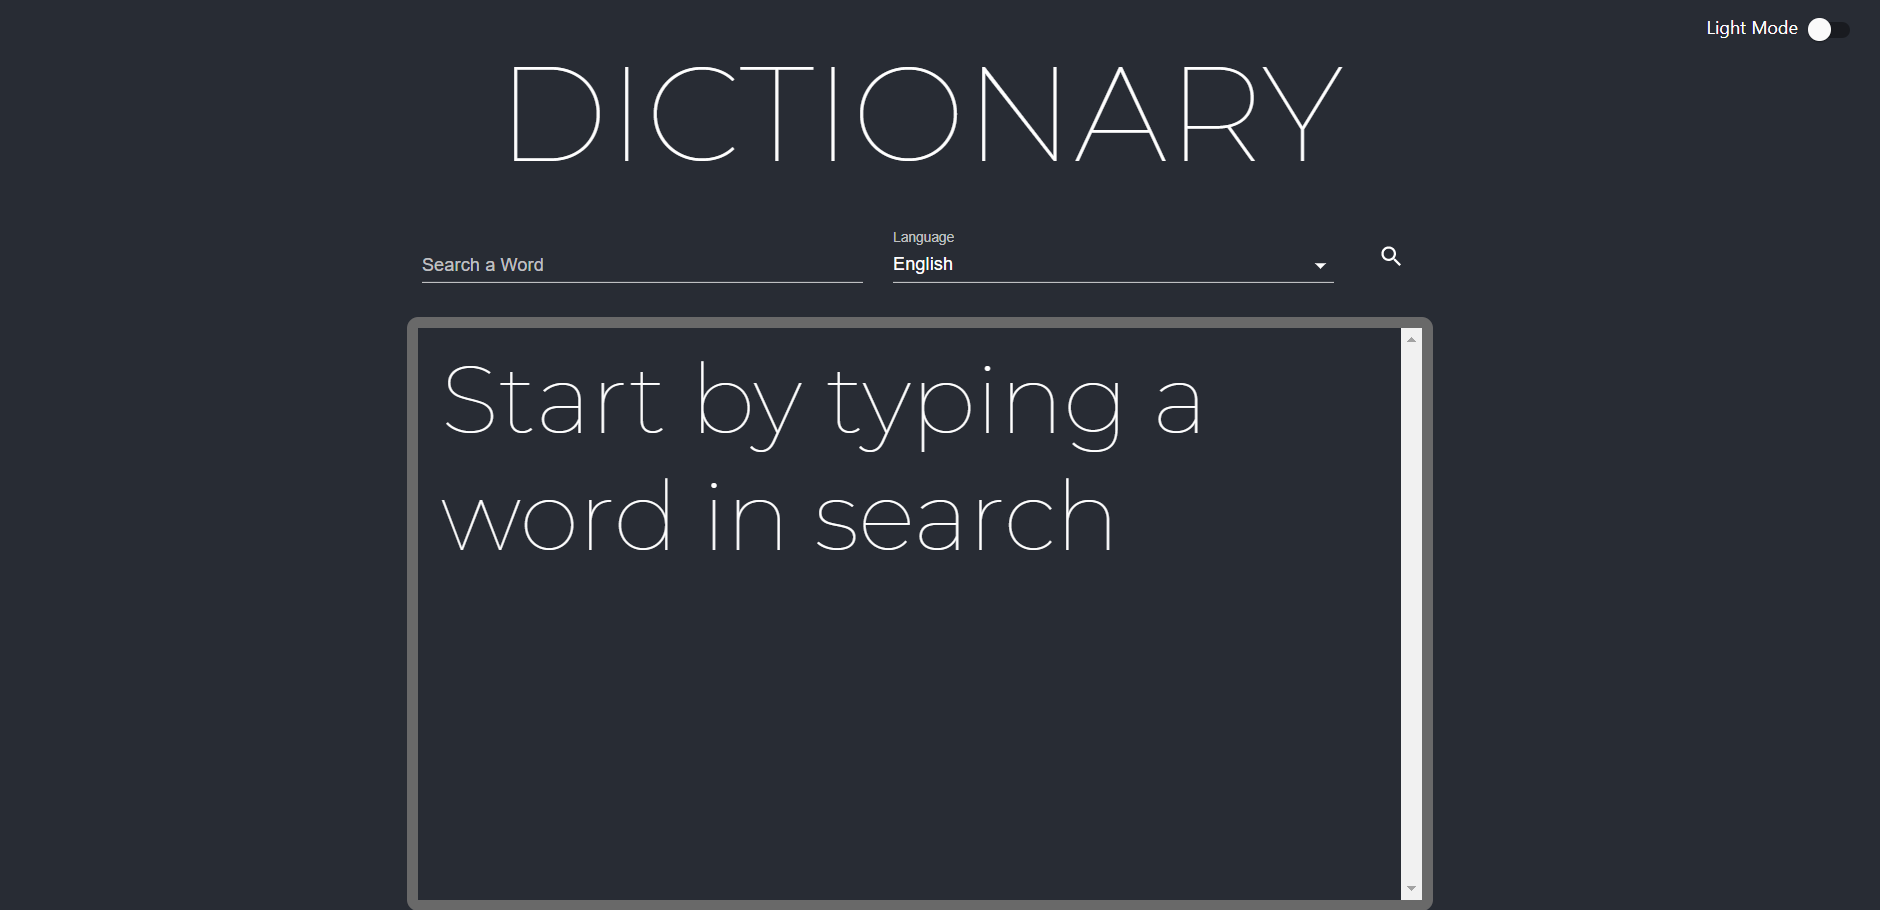 Light Mode
DICTIONARY
Search a Word
Language
English
Start by typing a
word in search